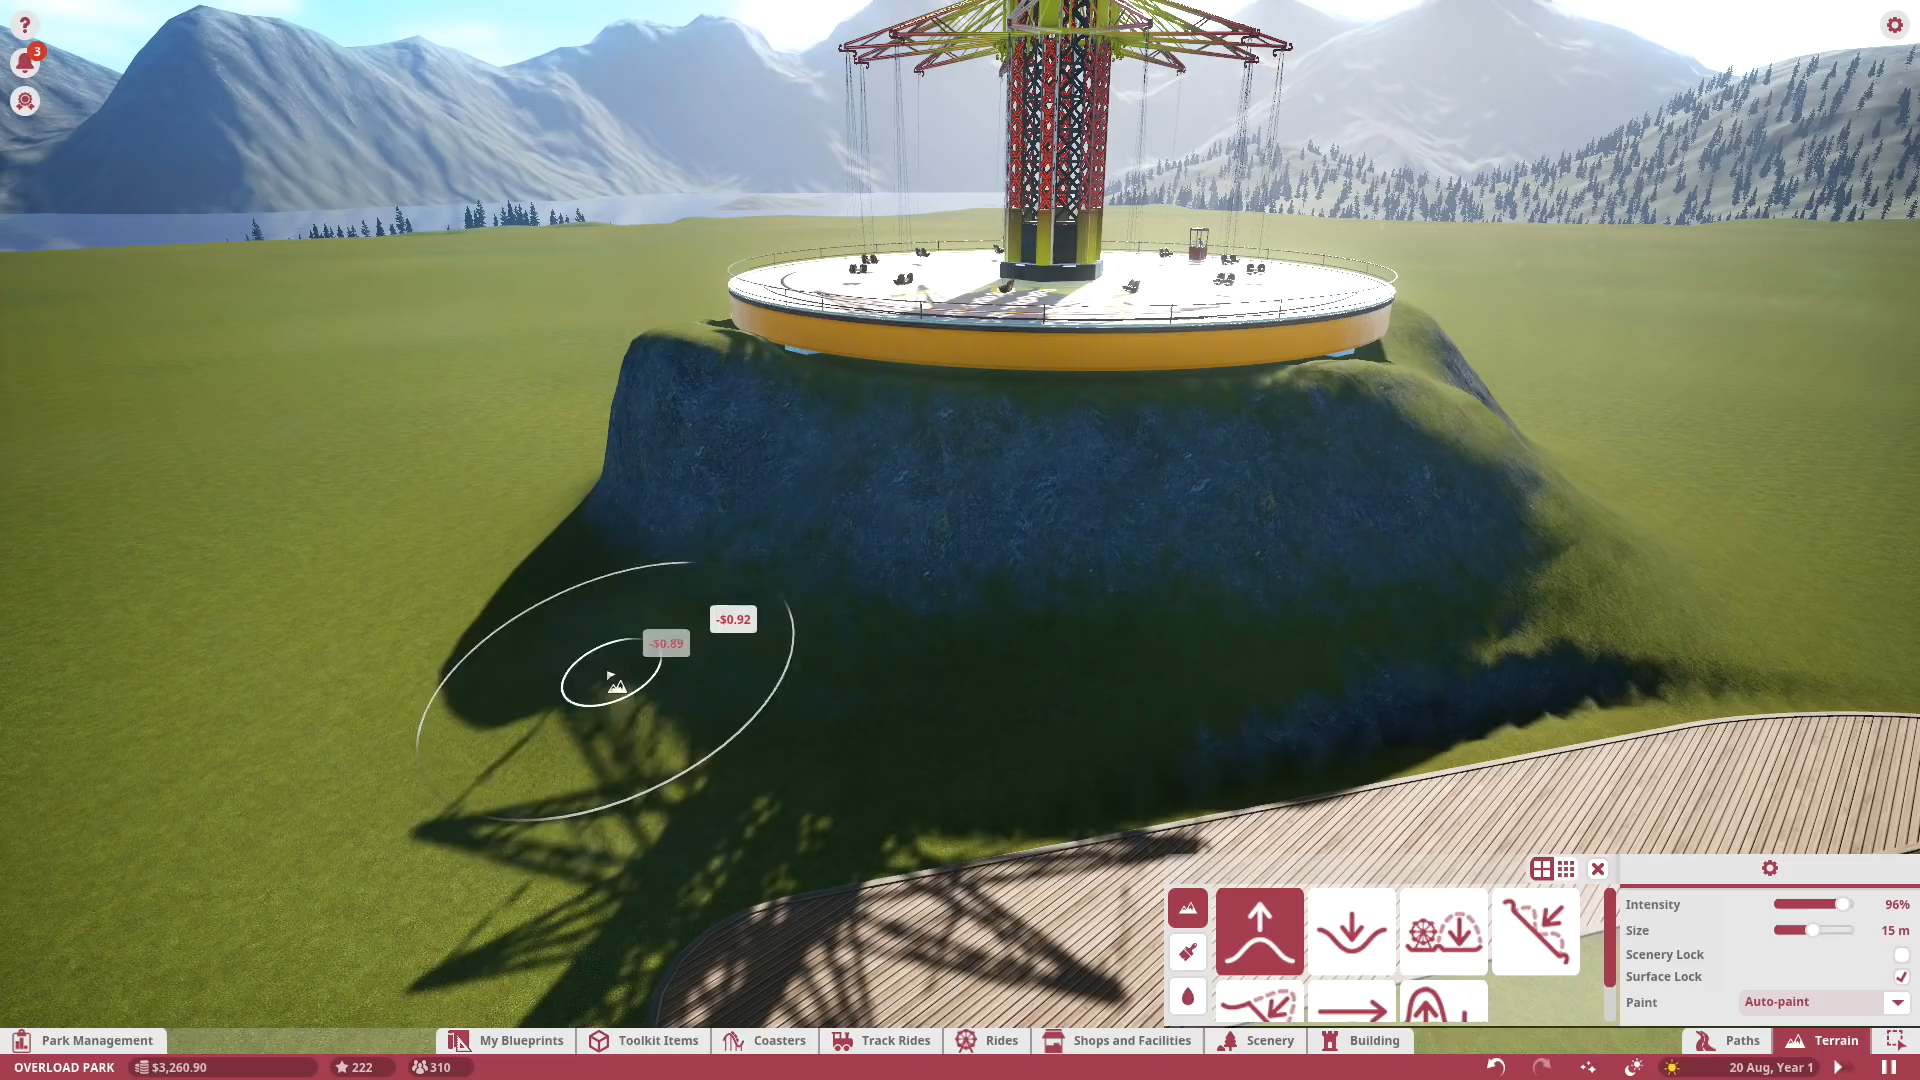 ?
3
-$0.92
-$0.89
Intensity 96%
Size 15 m
Scenery Lock
Surface Lock
Paint Auto-paint
Park Management
My Blueprints
Toolkit Items
Coasters
Track Rides
Rides
Shops and Facilities
Scenery
Building
Paths
Terrain
OVERLOAD PARK
$3,260.90
222
310
20 Aug, Year 1